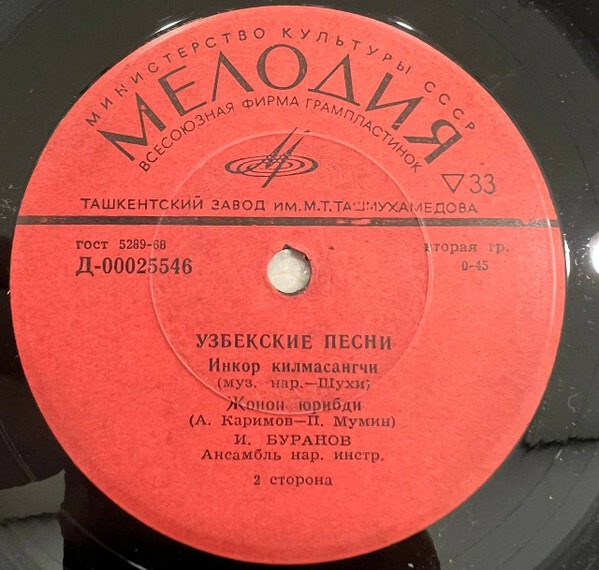 МИНИСТЕРСТВО КУЛЬТУРЫ СССР
МЕЛОДИЯ
ВСЕСОЮЗНАЯ ФИРМА ГРАМПЛАСТИНОК
▽33
ТАШКЕНТСКИЙ ЗАВОД ИМ. М.Т. ТАШМУХАМЕДОВА
гост 5289-68
вторая гр.
Д-00025546
0-45
УЗБЕКСКИЕ ПЕСНИ
Инкор килмасангчи
(муз. нар.—Шухи)
Жонон юрибди
(А. Каримов—П. Мумин)
И. БУРАНОВ
Ансамбль нар. инстр.
2 сторона